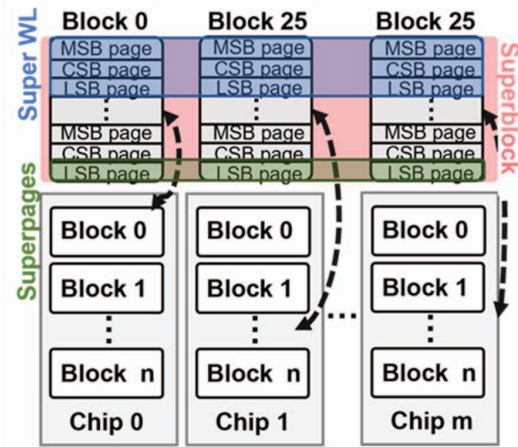 Block 0 Block 25 Block 25
Super WL
MSB page MSB page MSB page
CSB page CSB page CSB page
LSB page LSB page LSB page
Superblock
MSB page MSB page MSB page
CSB page CSB page CSB page
LSB page LSB page LSB page
Superpages
Block 0 Block 0 Block 0
Block 1 Block 1 Block 1
Block n Block n Block n
Chip 0 Chip 1 Chip m